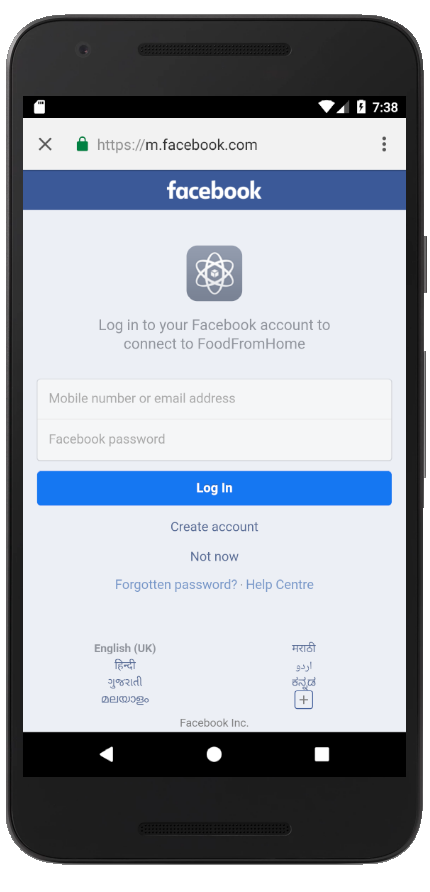 7:38
https://m.facebook.com
facebook
Log in to your Facebook account to
connect to FoodFromHome
Mobile number or email address
Facebook password
Log In
Create account
Not now
Forgotten password? · Help Centre
English (UK) मराठी
हिन्दी اردو
ગુજરાતી ಕನ್ನಡ
മലയാളം +
Facebook Inc.